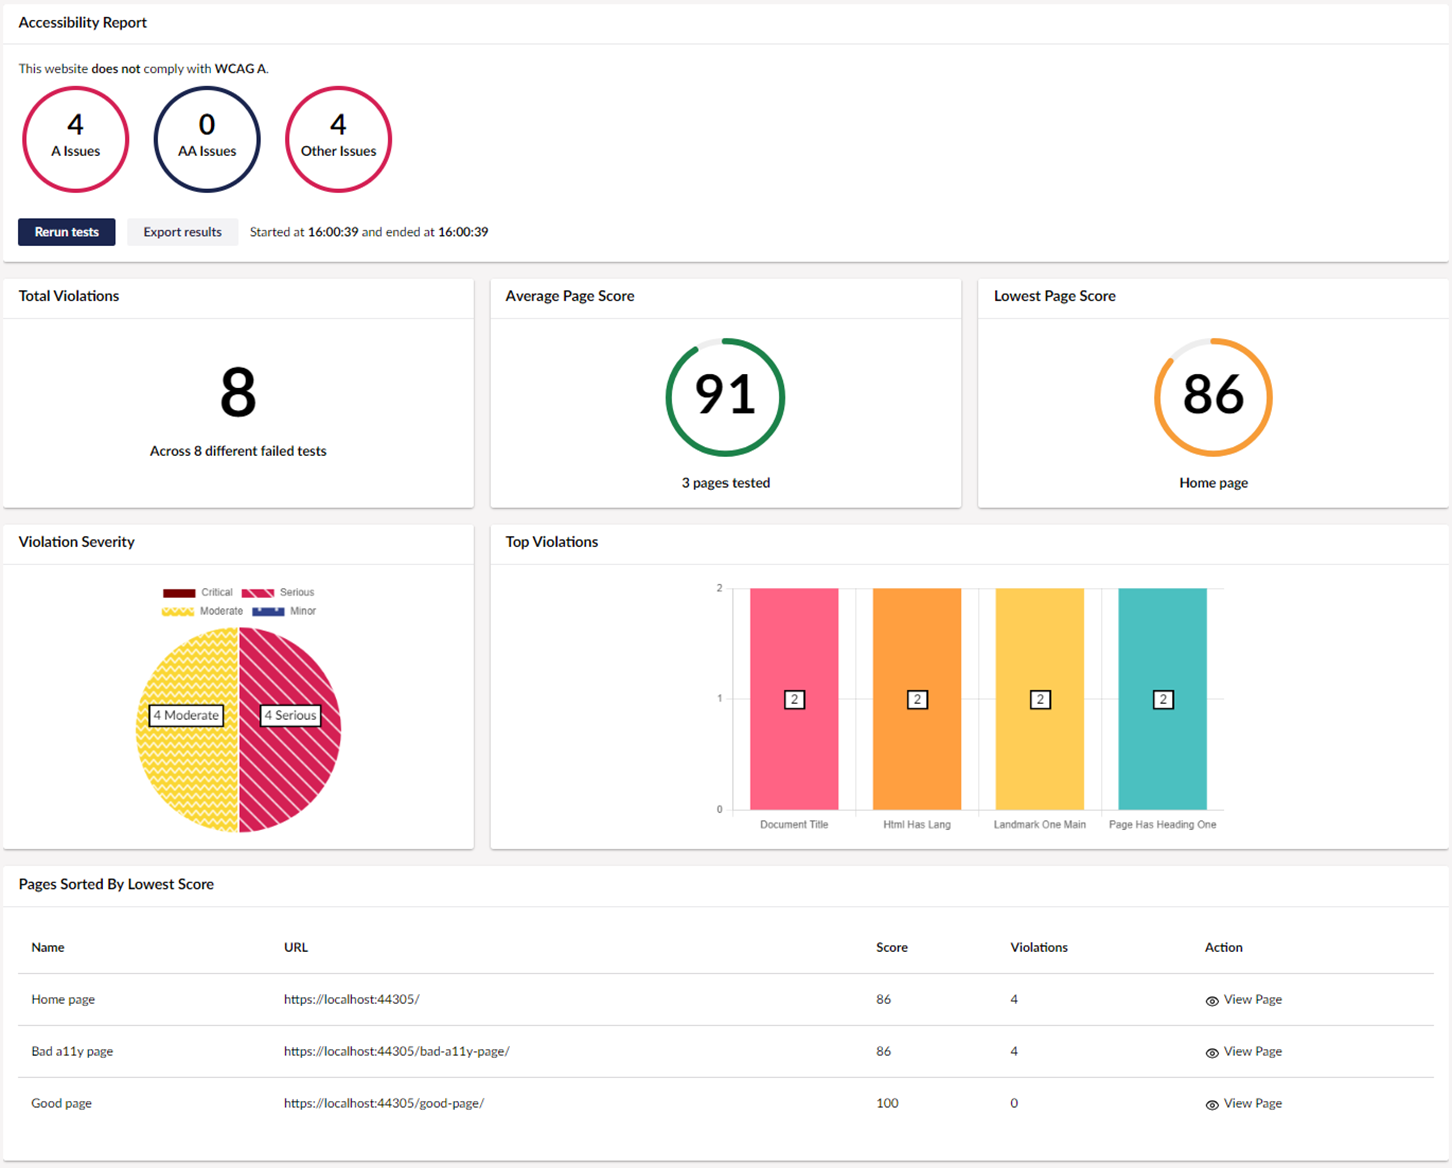 Accessibility Report
This website does not comply with WCAG A.
4 0 4
A Issues AA Issues Other Issues
Rerun tests Export results Started at 16:00:39 and ended at 16:00:39
Total Violations
8
Across 8 different failed tests
Average Page Score
91
3 pages tested
Lowest Page Score
86
Home page
Violation Severity
Critical Serious
Moderate Minor
4 Moderate 4 Serious
Top Violations
2
1 2 2 2 2
0
Document Title Html Has Lang Landmark One Main Page Has Heading One
Pages Sorted By Lowest Score
Name URL Score Violations Action
Home page https://localhost:44305/ 86 4 View Page
Bad a11y page https://localhost:44305/bad-a11y-page/ 86 4 View Page
Good page https://localhost:44305/good-page/ 100 0 View Page